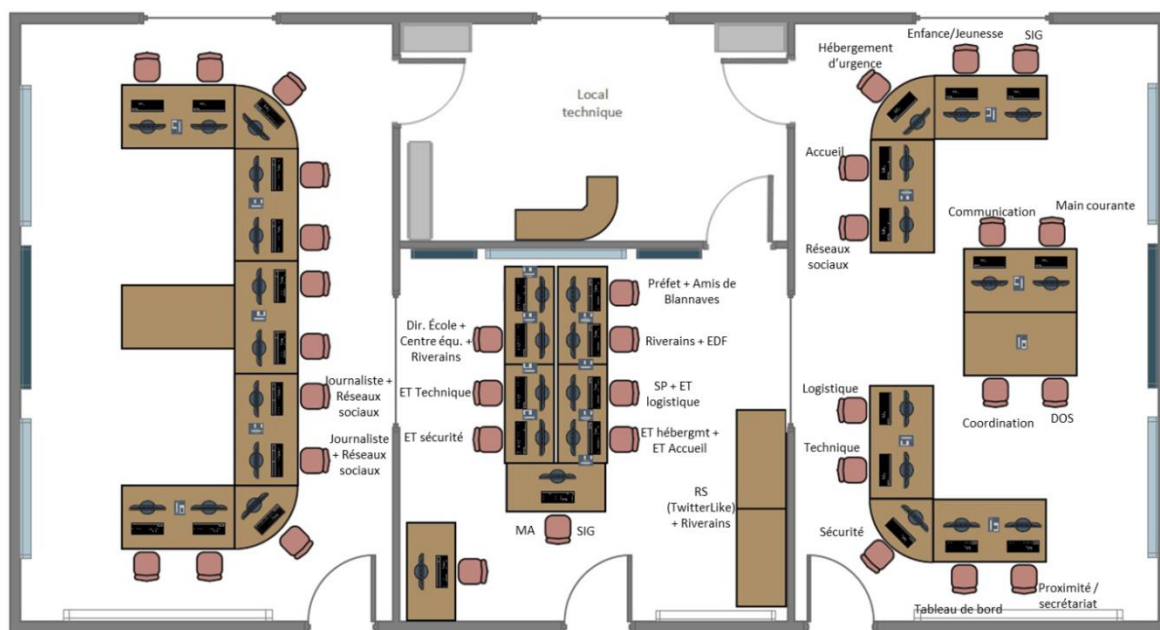 Local
technique
Journaliste +
Réseaux
sociaux
Journaliste
+ Réseaux
sociaux
Dir. École +
Centre équ. +
Riverains
ET Technique
ET sécurité
Préfet + Amis de
Blannaves
Riverains + EDF
SP + ET
logistique
ET hébergmt +
ET Accueil
MA
SIG
RS
(TwitterLike)
+ Riverains
Enfance/Jeunesse
SIG
Hébergement
d’urgence
Accueil
Réseaux
sociaux
Communication
Main courante
Coordination
DOS
Logistique
Technique
Sécurité
Tableau de bord
Proximité /
secrétariat